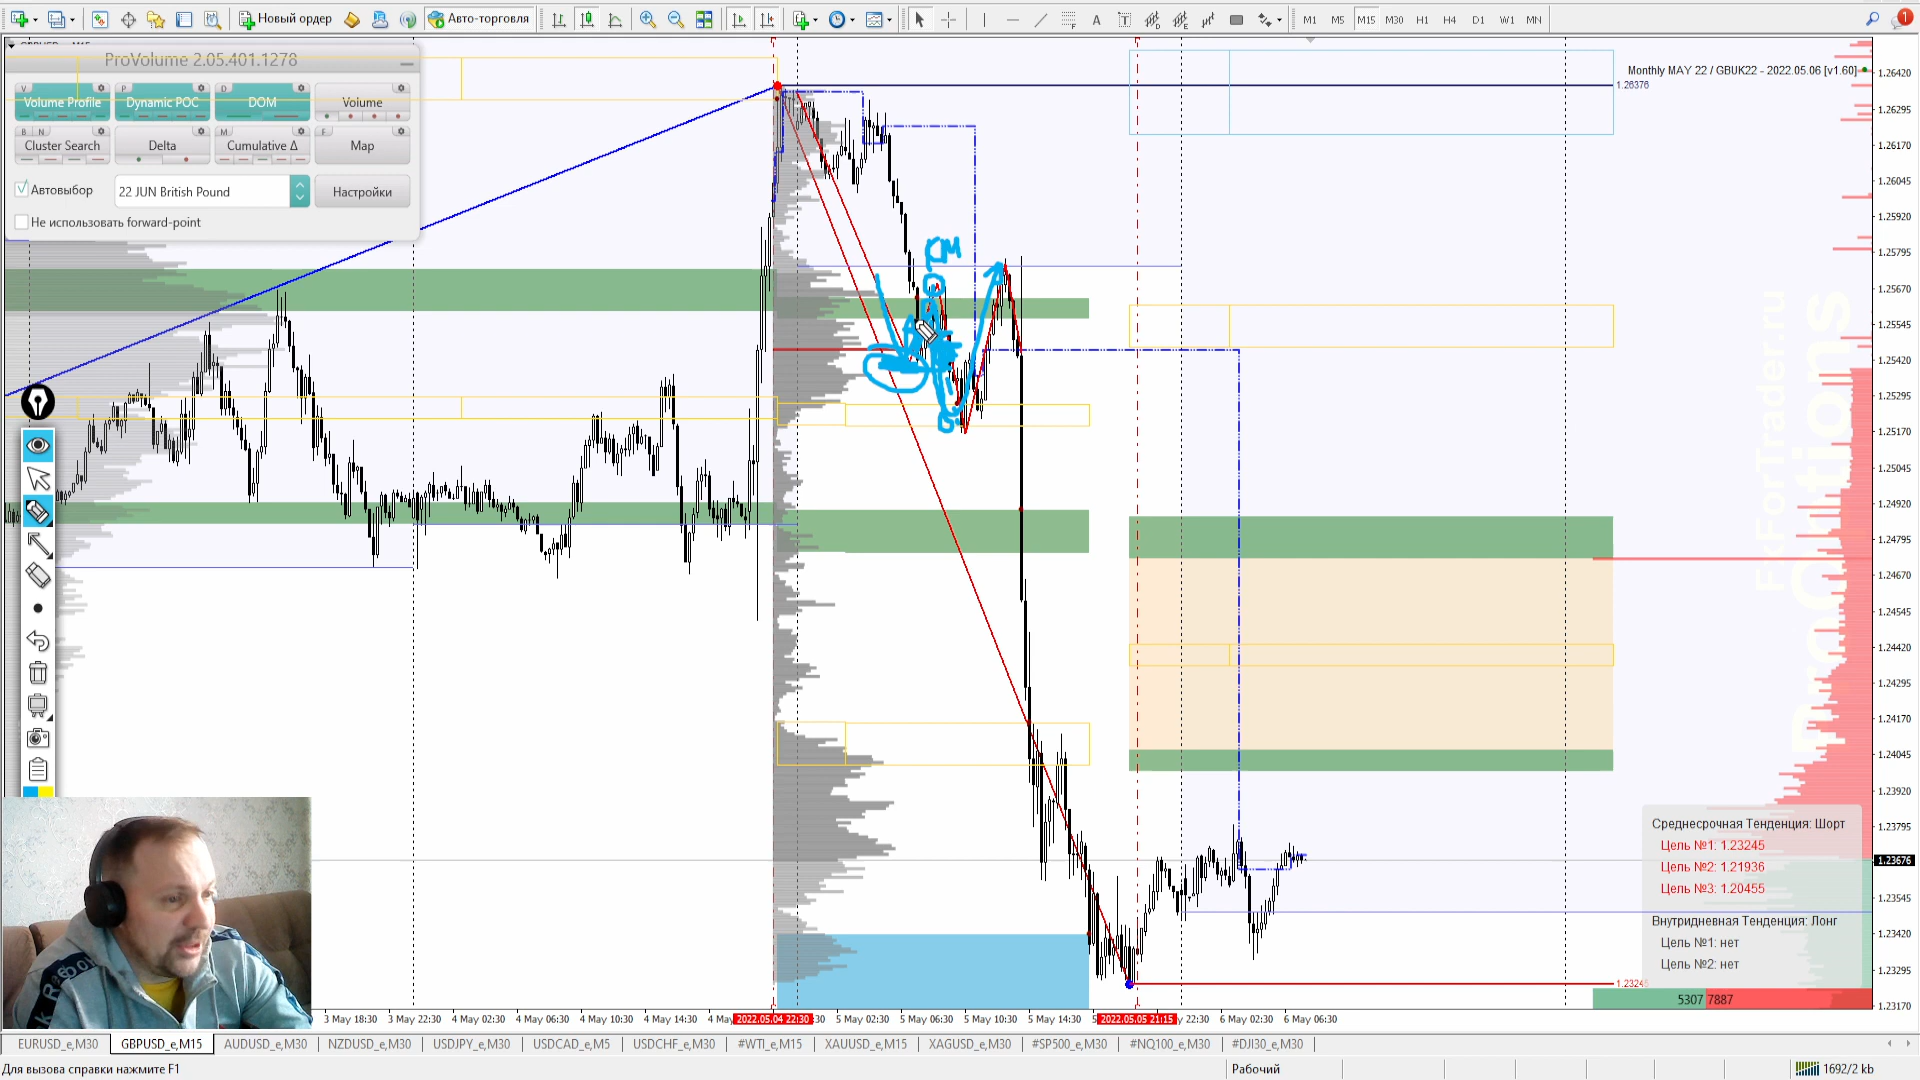 Новый ордер
Авто-торговля
A
T
M1 M5 M15 M30 H1 H4 D1 W1 MN
1
ProVolume 2.05.401.1278
V
P
D
Volume Profile
Dynamic POC
DOM
Volume
B N
M
F
Cluster Search
Delta
Cumulative Δ
Map
Автовыбор
22 JUN British Pound
Настройки
Не использовать forward-point
Monthly MAY 22 / GBUK22 - 2022.05.06 [v1.60]
1.26376
1.26420
1.26295
1.26170
1.26045
1.25920
1.25795
1.25670
1.25545
1.25420
1.25295
1.25170
1.25045
1.24920
1.24795
1.24670
1.24545
1.24420
1.24295
1.24170
1.24045
1.23920
1.23795
1.23676
1.23545
1.23420
1.23295
1.23170
Среднесрочная Тенденция: Шорт
Цель №1: 1.23245
Цель №2: 1.21936
Цель №3: 1.20455
Внутридневная Тенденция: Лонг
Цель №1: нет
Цель №2: нет
5307 7887
3 May 18:30
3 May 22:30
4 May 02:30
4 May 06:30
4 May 10:30
4 May 14:30
2022.05.04 22:30
5 May 02:30
5 May 06:30
5 May 10:30
5 May 14:30
2022.05.05 21:15
6 May 02:30
6 May 06:30
EURUSD_e,M30
GBPUSD_e,M15
AUDUSD_e,M30
NZDUSD_e,M30
USDJPY_e,M30
USDCAD_e,M5
USDCHF_e,M30
#WTI_e,M15
XAUUSD_e,M15
XAGUSD_e,M30
#SP500_e,M30
#NQ100_e,M30
#DJI30_e,M30
Для вызова справки нажмите F1
Рабочий
1692/2 kb